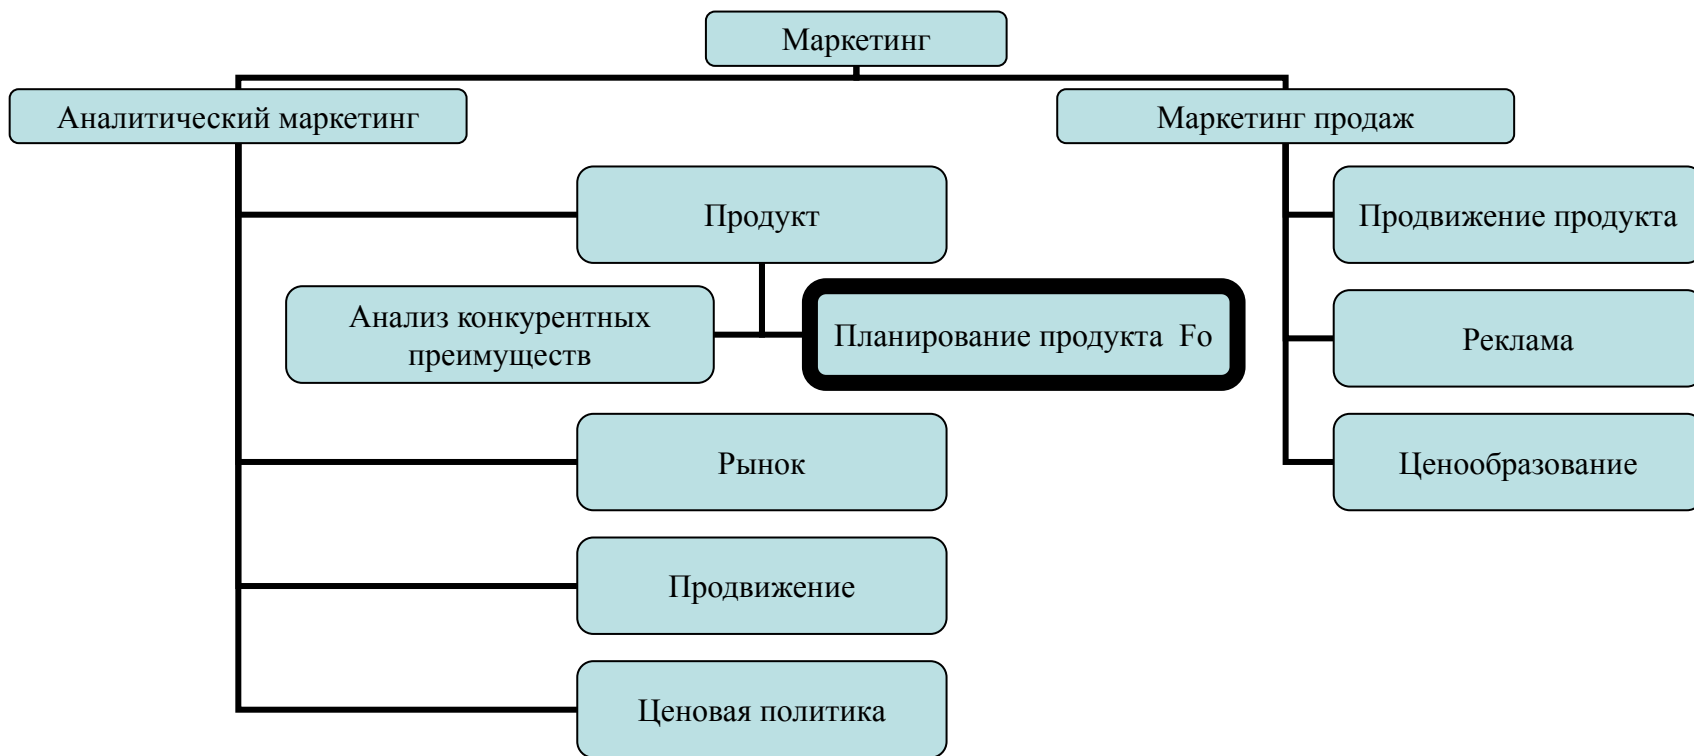 Маркетинг
Аналитический маркетинг
Маркетинг продаж
Продукт
Продвижение продукта
Анализ конкурентных
преимуществ
Планирование продукта Fo
Реклама
Рынок
Ценообразование
Продвижение
Ценовая политика